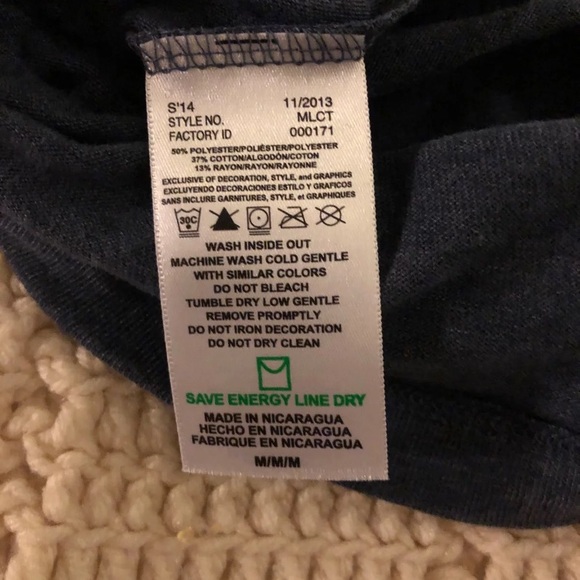 S'14 11/2013
STYLE NO. MLCT
FACTORY ID 000171
50% POLYESTER/POLIÉSTER/POLYESTER
37% COTTON/ALGODÓN/COTON
13% RAYON/RAYON/RAYONNE
EXCLUSIVE OF DECORATION, STYLE, and GRAPHICS
EXCLUYENDO DECORACIONES ESTILO Y GRAFICOS
SANS INCLURE GARNITURES, STYLE, et GRAPHIQUES
30C
WASH INSIDE OUT
MACHINE WASH COLD GENTLE
WITH SIMILAR COLORS
DO NOT BLEACH
TUMBLE DRY LOW GENTLE
REMOVE PROMPTLY
DO NOT IRON DECORATION
DO NOT DRY CLEAN
SAVE ENERGY LINE DRY
MADE IN NICARAGUA
HECHO EN NICARAGUA
FABRIQUE EN NICARAGUA
M/M/M